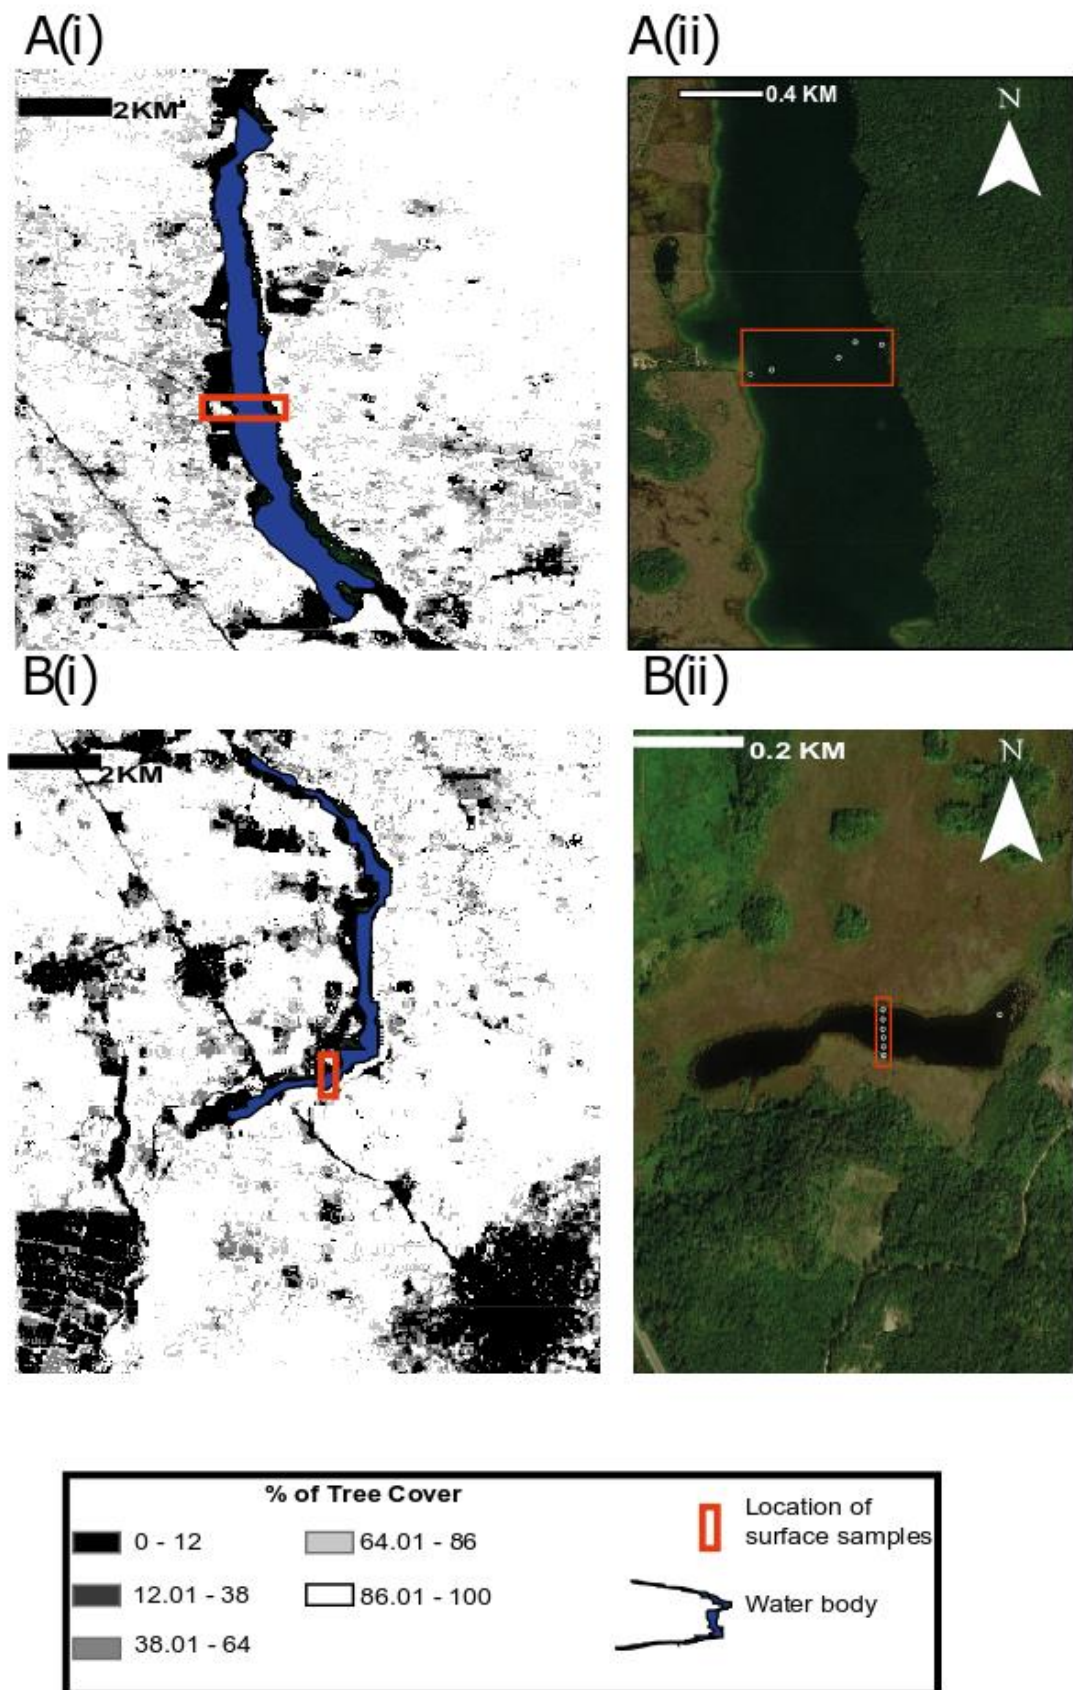 A(i)
A(ii)
2KM
0.4 KM
N
B(i)
B(ii)
2KM
0.2 KM
N
% of Tree Cover
0 - 12
12.01 - 38
38.01 - 64
64.01 - 86
86.01 - 100
Location of
surface samples
Water body